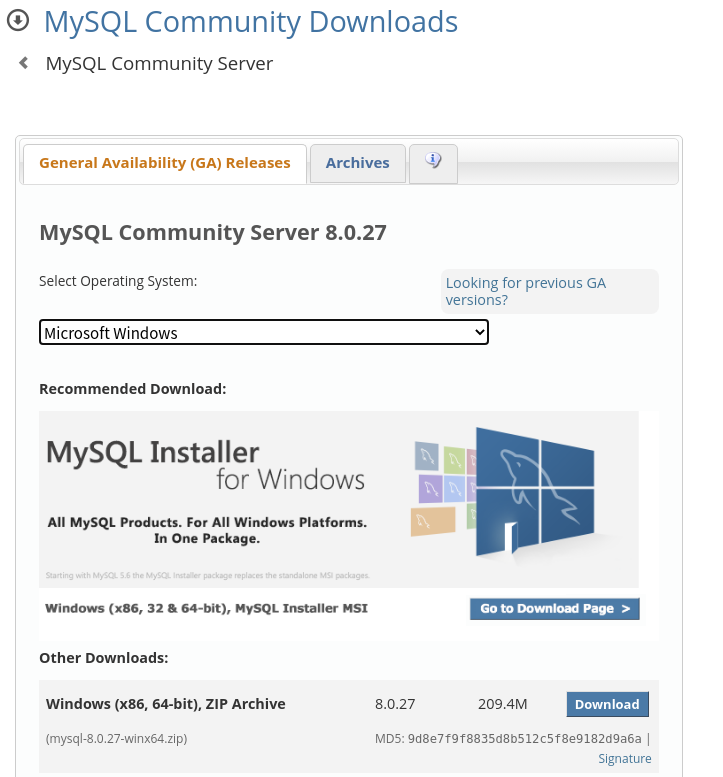 MySQL Community Downloads
MySQL Community Server
General Availability (GA) Releases Archives
MySQL Community Server 8.0.27
Select Operating System:
Looking for previous GA
versions?
Microsoft Windows
Recommended Download:
MySQL Installer
for Windows
All MySQL Products. For All Windows Platforms.
In One Package.
Starting with MySQL 5.6 the MySQL Installer package replaces the standalone MSI packages.
Windows (x86, 32 & 64-bit), MySQL Installer MSI Go to Download Page >
Other Downloads:
Windows (x86, 64-bit), ZIP Archive 8.0.27 209.4M Download
(mysql-8.0.27-winx64.zip) MD5: 9d8e7f9f8835d8b512c5f8e9182d9a6a |
Signature